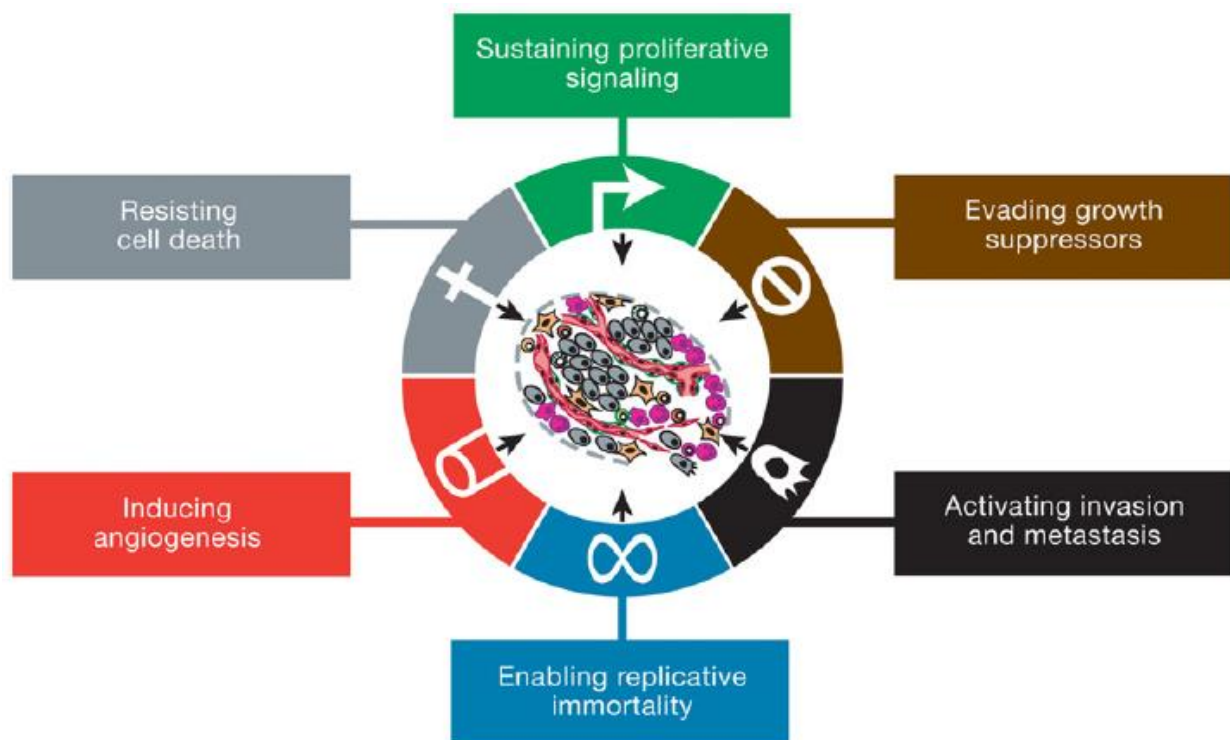 Sustaining proliferative
signaling
Resisting
cell death
Evading growth
suppressors
Inducing
angiogenesis
Activating invasion
and metastasis
Enabling replicative
immortality